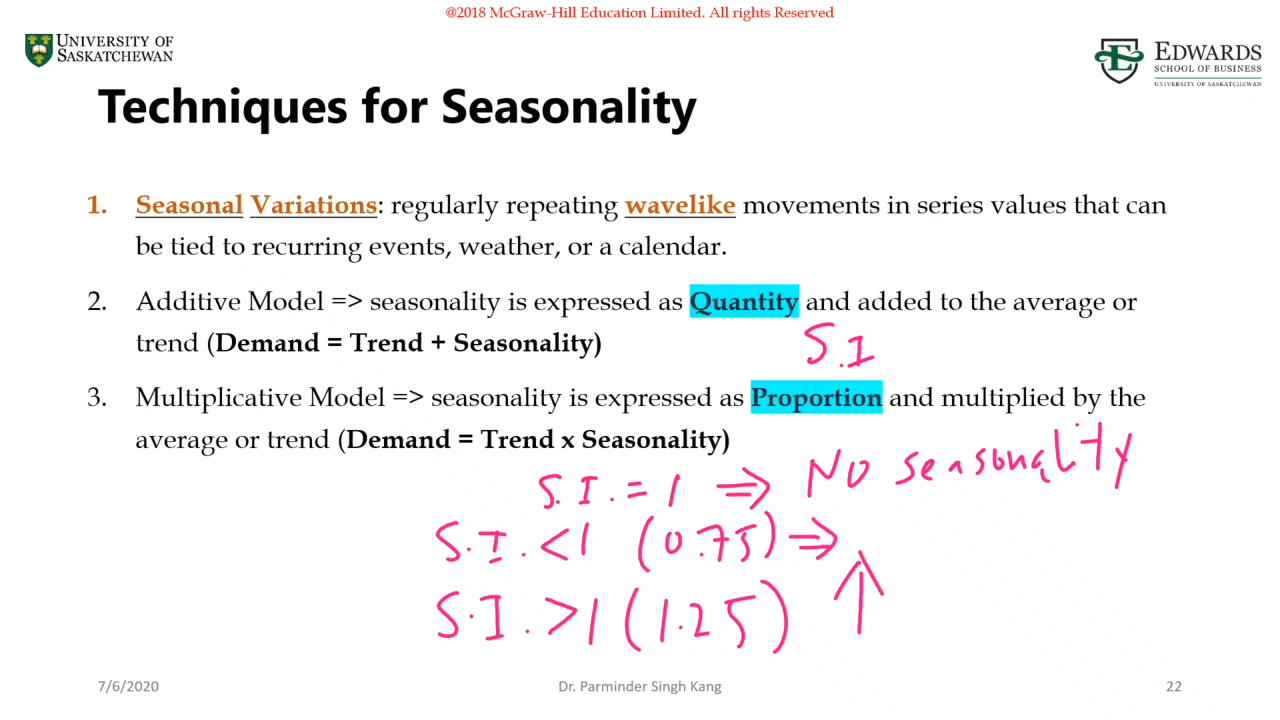 @2018 McGraw-Hill Education Limited. All rights Reserved
UNIVERSITY OF
SASKATCHEWAN
EDWARDS
SCHOOL OF BUSINESS
UNIVERSITY OF SASKATCHEWAN
Techniques for Seasonality
1. Seasonal Variations: regularly repeating wavelike movements in series values that can
be tied to recurring events, weather, or a calendar.
2. Additive Model => seasonality is expressed as Quantity and added to the average or
trend (Demand = Trend + Seasonality)
S.I
3. Multiplicative Model => seasonality is expressed as Proportion and multiplied by the
average or trend (Demand = Trend x Seasonality)
S.I. = 1 ⇒ No seasonality
S.I. < 1 (0.75) ⇒
S.I. > 1 (1.25) ↑
7/6/2020
Dr. Parminder Singh Kang
22